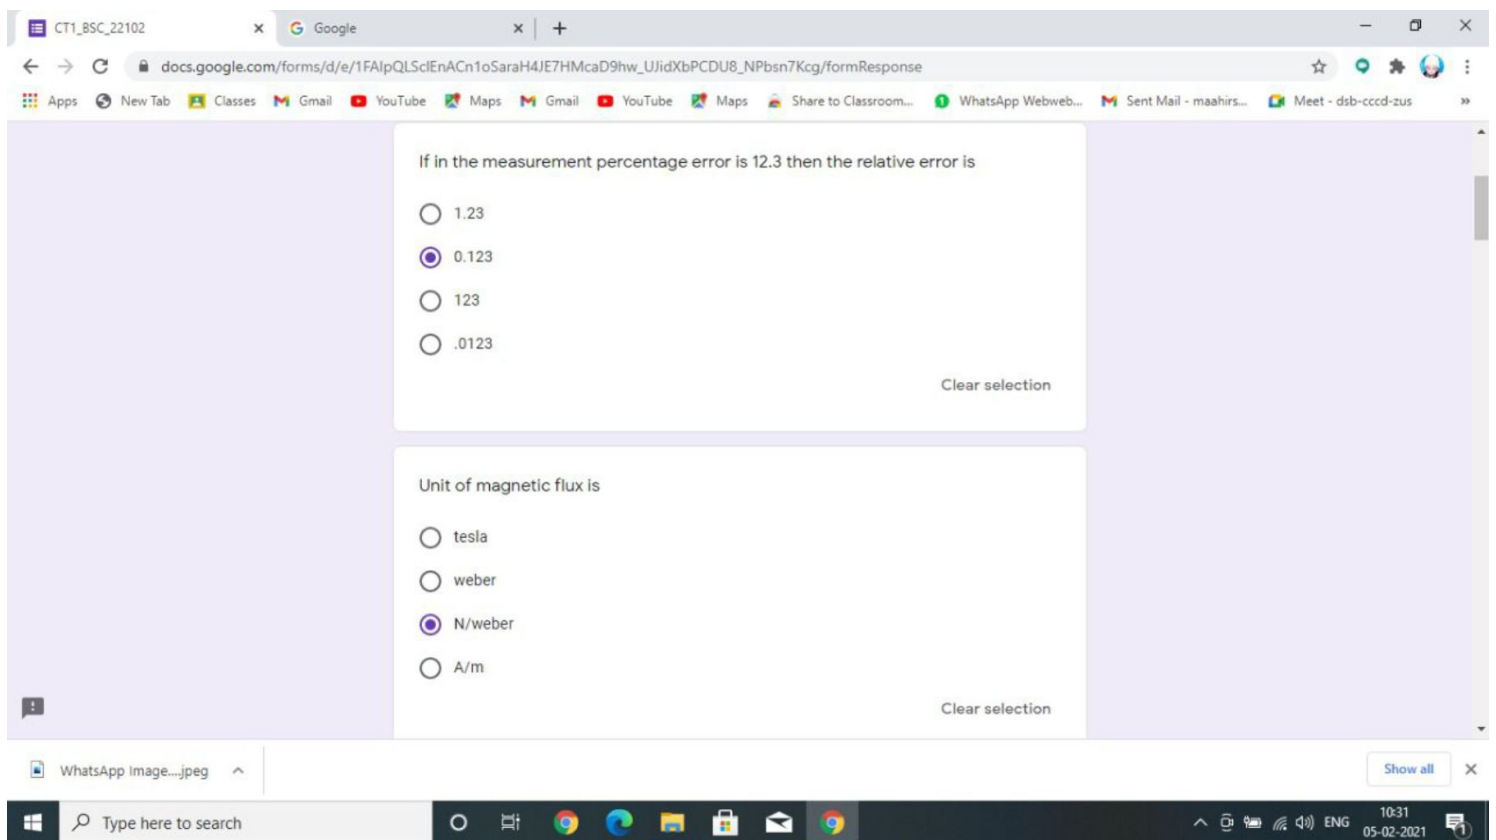 CT1_BSC_22102
Google
docs.google.com/forms/d/e/1FAIpQLSclEnACn1oSaraH4JE7HMcaD9hw_UJidXbPCDU8_NPbsn7Kcg/formResponse
Apps New Tab Classes Gmail YouTube Maps Gmail YouTube Maps Share to Classroom... WhatsApp Webweb... Sent Mail - maahirs... Meet - dsb-cccd-zus »
If in the measurement percentage error is 12.3 then the relative error is
1.23
0.123
123
.0123
Clear selection
Unit of magnetic flux is
tesla
weber
N/weber
A/m
Clear selection
WhatsApp Image....jpeg
Show all
Type here to search
ENG
10:31
05-02-2021